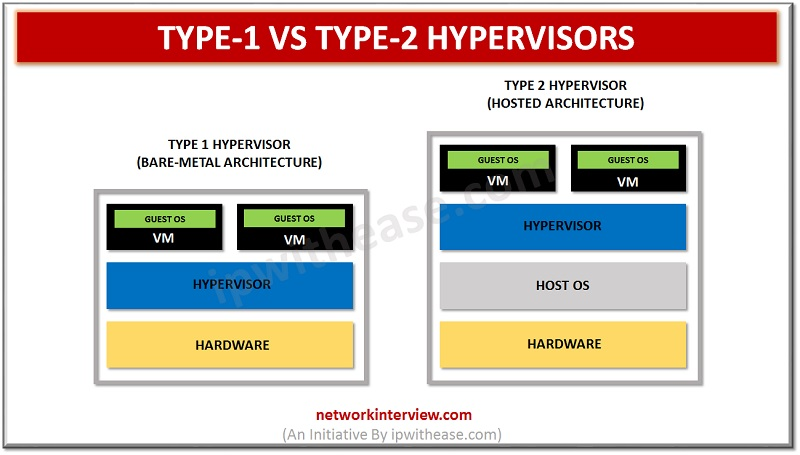 TYPE-1 VS TYPE-2 HYPERVISORS
TYPE 1 HYPERVISOR
(BARE-METAL ARCHITECTURE)
GUEST OS
VM
GUEST OS
VM
HYPERVISOR
HARDWARE
TYPE 2 HYPERVISOR
(HOSTED ARCHITECTURE)
GUEST OS
VM
GUEST OS
VM
HYPERVISOR
HOST OS
HARDWARE
ipwithease.com
networkinterview.com
(An Initiative By ipwithease.com)